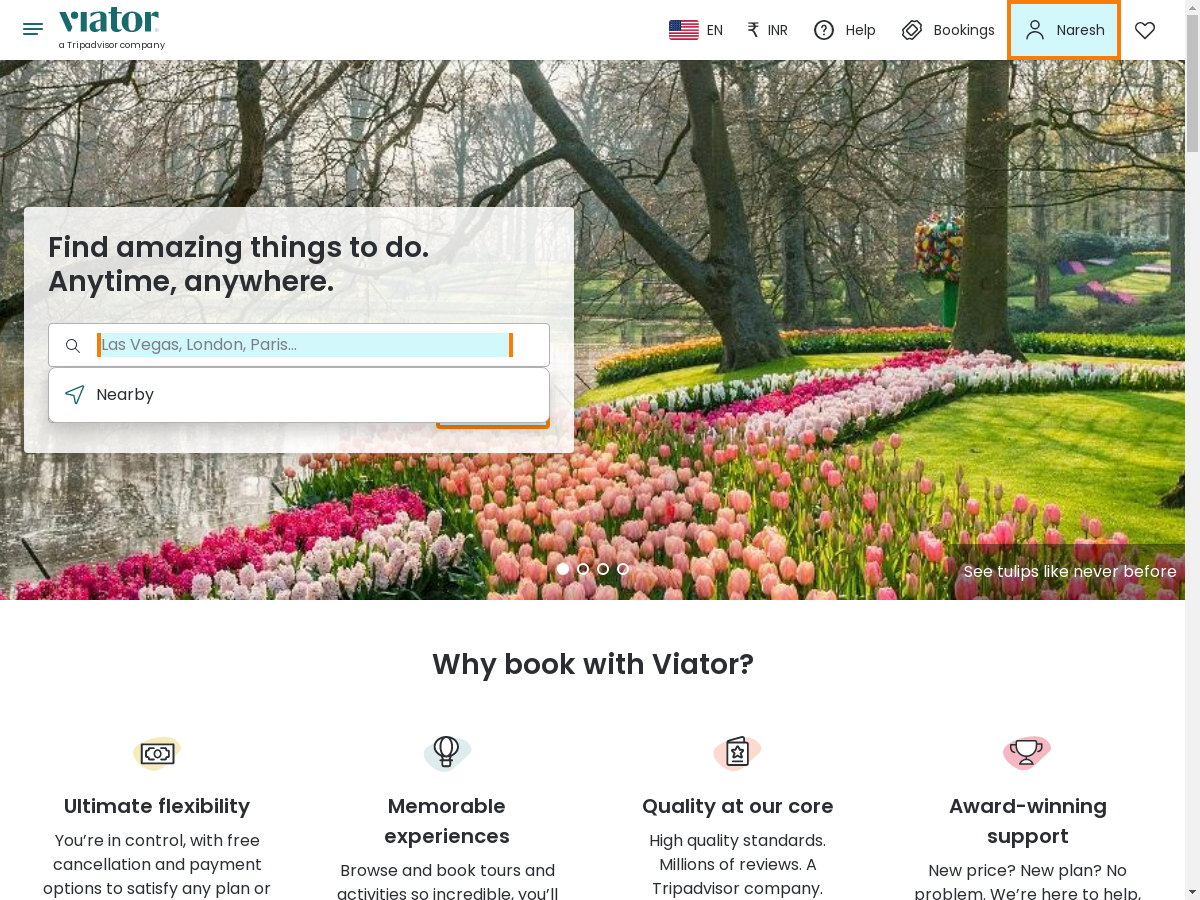 viator
a Tripadvisor company
EN
₹ INR
Help
Bookings
Naresh
Find amazing things to do.
Anytime, anywhere.
Las Vegas, London, Paris...
Nearby
See tulips like never before
Why book with Viator?
Ultimate flexibility
You’re in control, with free
cancellation and payment
options to satisfy any plan or
Memorable
experiences
Browse and book tours and
activities so incredible, you’ll
Quality at our core
High quality standards.
Millions of reviews. A
Tripadvisor company.
Award-winning
support
New price? New plan? No
problem. We’re here to help,